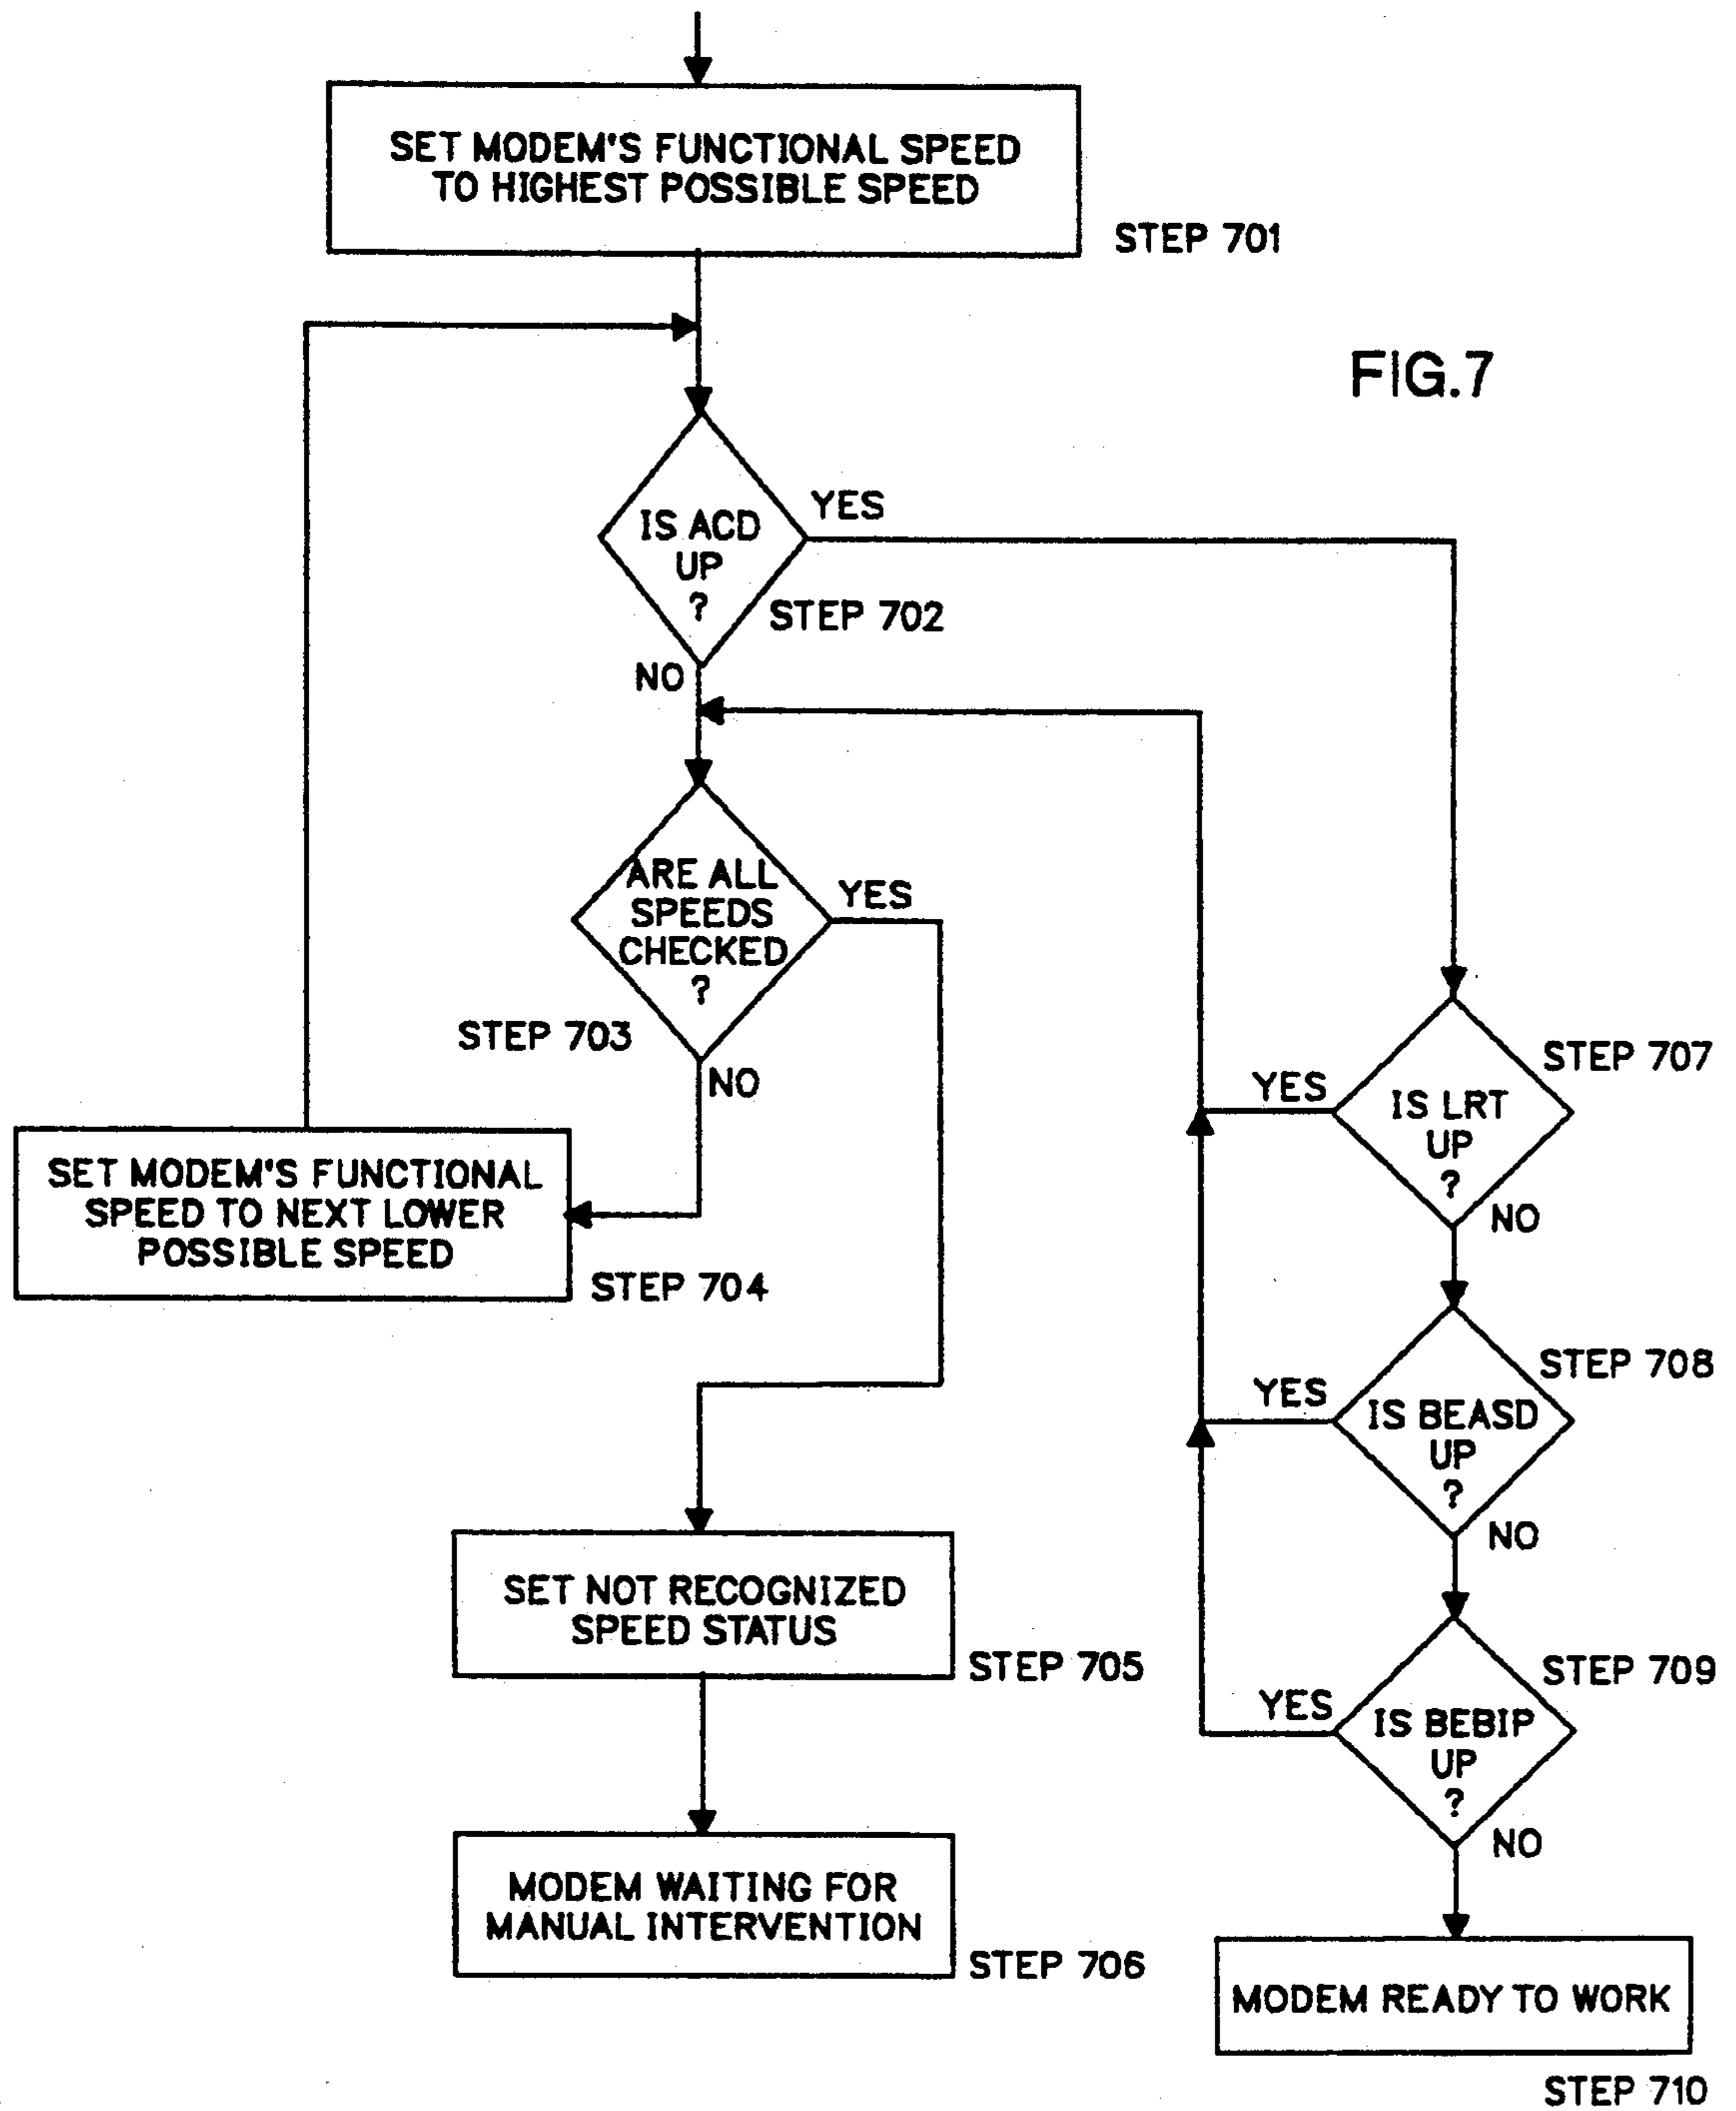 SET MODEM'S FUNCTIONAL SPEED
TO HIGHEST POSSIBLE SPEED
STEP 701
FIG.7
IS ACD
UP
?
YES
STEP 702
NO
ARE ALL
SPEEDS
CHECKED
?
YES
STEP 703
NO
SET MODEM'S FUNCTIONAL
SPEED TO NEXT LOWER
POSSIBLE SPEED
STEP 704
STEP 707
YES
IS LRT
UP
?
NO
STEP 708
YES
IS BEASD
UP
?
NO
SET NOT RECOGNIZED
SPEED STATUS
STEP 705
STEP 709
YES
IS BEBIP
UP
?
NO
MODEM WAITING FOR
MANUAL INTERVENTION
STEP 706
MODEM READY TO WORK
STEP 710